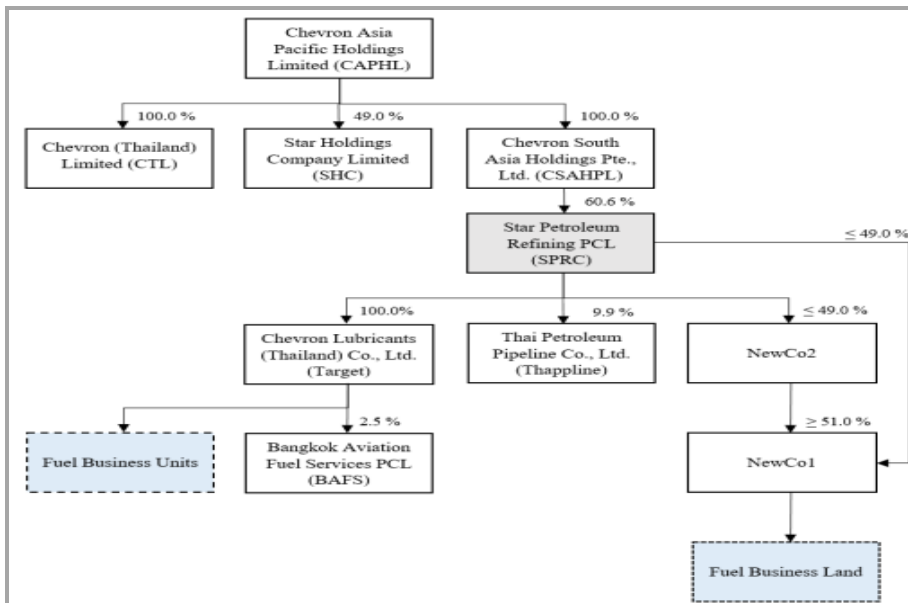 Chevron Asia
Pacific Holdings
Limited (CAPHL)
100.0 %
49.0 %
100.0 %
Chevron (Thailand)
Limited (CTL)
Star Holdings
Company Limited
(SHC)
Chevron South
Asia Holdings Pte.,
Ltd. (CSAHPL)
60.6 %
Star Petroleum
Refining PCL
(SPRC)
≤ 49.0 %
100.0%
9.9 %
≤ 49.0 %
Chevron Lubricants
(Thailand) Co., Ltd.
(Target)
Thai Petroleum
Pipeline Co., Ltd.
(Thappline)
NewCo2
2.5 %
≥ 51.0 %
Fuel Business Units
Bangkok Aviation
Fuel Services PCL
(BAFS)
NewCo1
Fuel Business Land